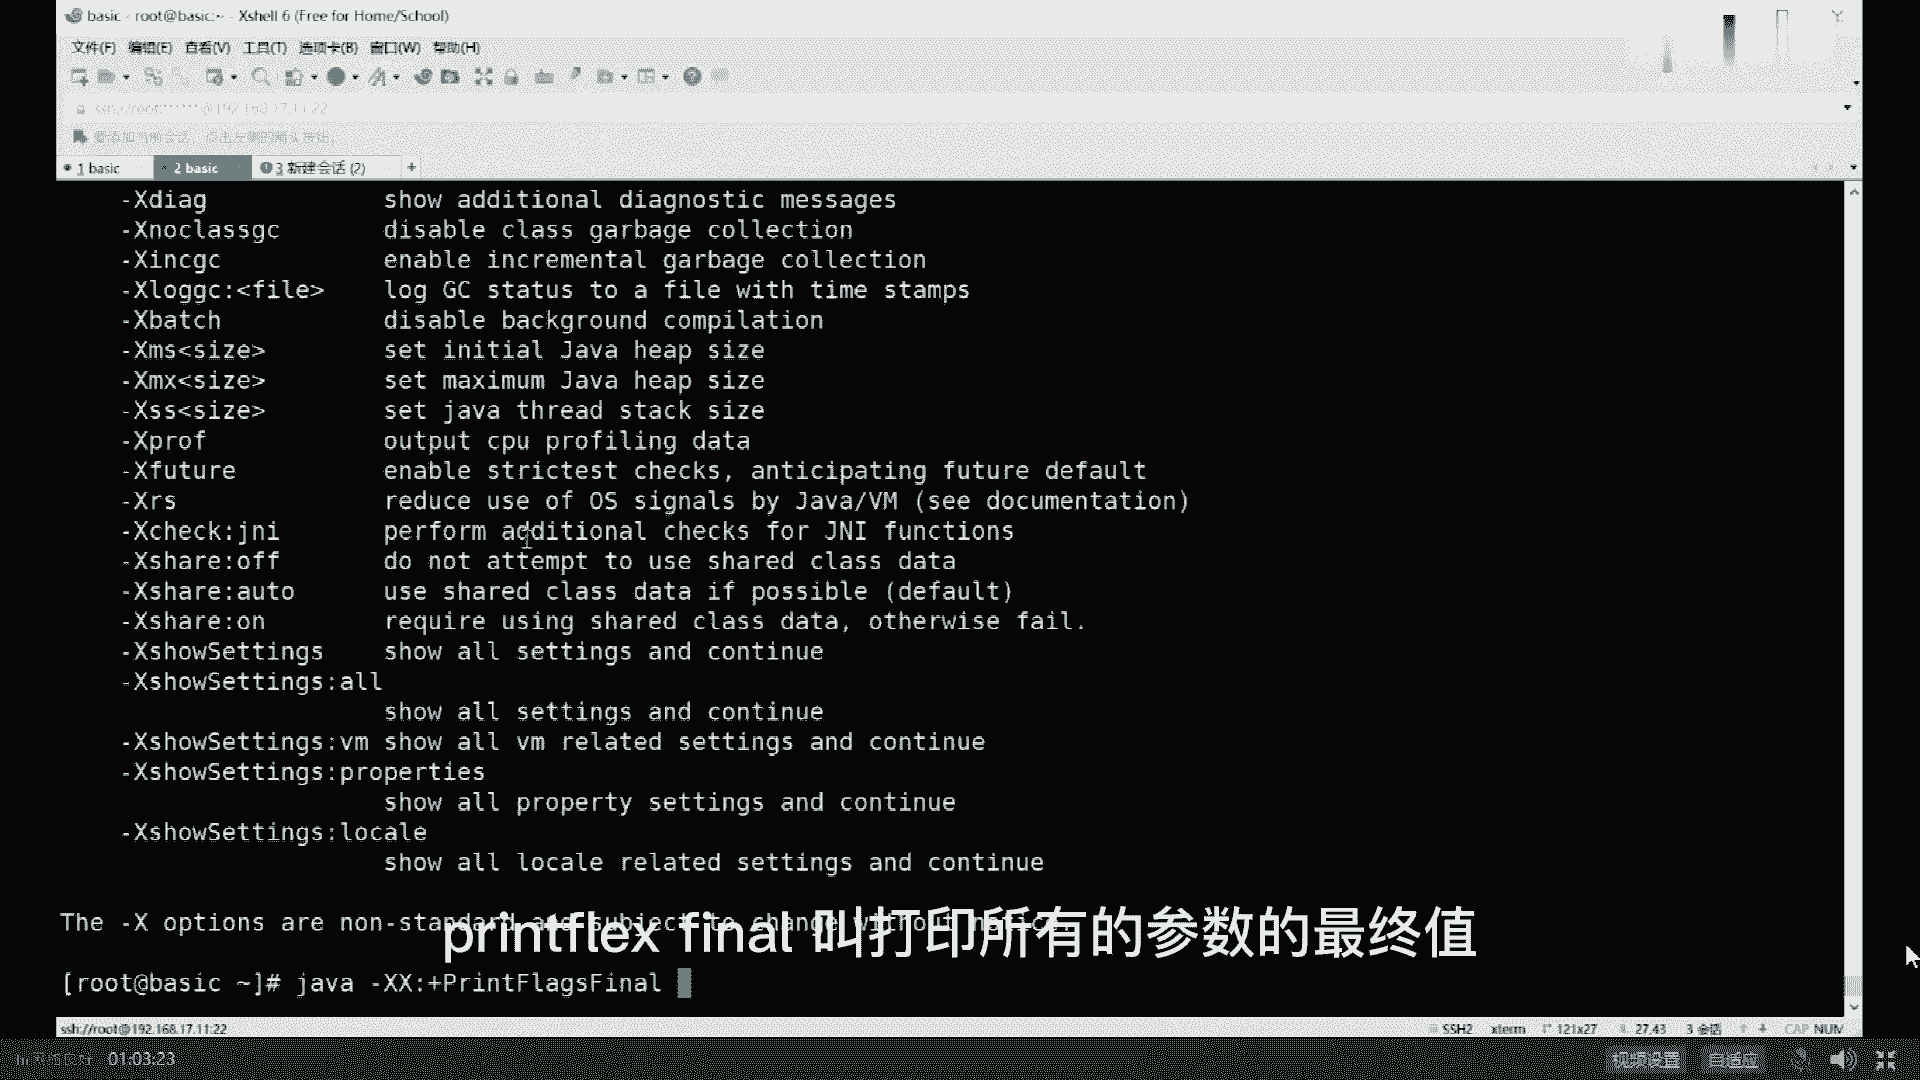 basic - root@basic:~ - Xshell 6 (Free for Home/School)
文件(F) 编辑(E) 查看(V) 工具(T) 选项卡(B) 窗口(W) 帮助(H)
ssh://root:******@192.168.17.11:22
要添加当前会话，点击左侧的箭头按钮。
1 basic 2 basic 3 新建会话 (2) +
-Xdiag show additional diagnostic messages
-Xnoclassgc disable class garbage collection
-Xincgc enable incremental garbage collection
-Xloggc:<file> log GC status to a file with time stamps
-Xbatch disable background compilation
-Xms<size> set initial Java heap size
-Xmx<size> set maximum Java heap size
-Xss<size> set java thread stack size
-Xprof output cpu profiling data
-Xfuture enable strictest checks, anticipating future default
-Xrs reduce use of OS signals by Java/VM (see documentation)
-Xcheck:jni perform additional checks for JNI functions
-Xshare:off do not attempt to use shared class data
-Xshare:auto use shared class data if possible (default)
-Xshare:on require using shared class data, otherwise fail.
-XshowSettings show all settings and continue
-XshowSettings:all
show all settings and continue
-XshowSettings:vm show all vm related settings and continue
-XshowSettings:properties
show all property settings and continue
-XshowSettings:locale
show all locale related settings and continue
The -X options are non-standard and subject to change without notice.
printflex final 叫打印所有的参数的最终值
[root@basic ~]# java -XX:+PrintFlagsFinal
ssh://root@192.168.17.11:22 SSH2 xterm 121x27 27,43 3 会话 CAP NUM
01:03:23 视频设置 自适应